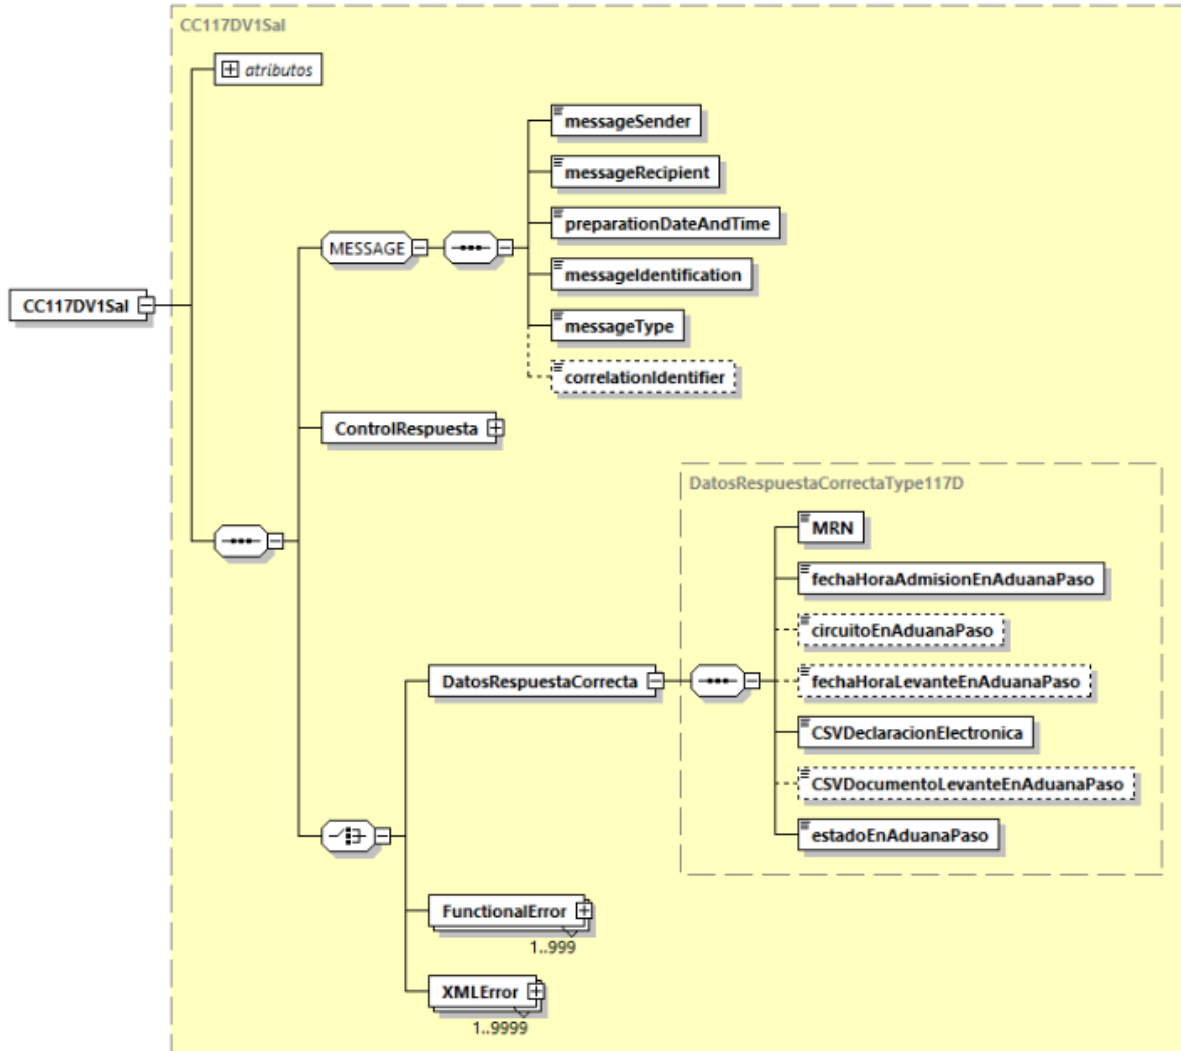 CC117DV1Sal
atributos
messageSender
messageRecipient
preparationDateAndTime
MESSAGE
messageIdentification
CC117DV1Sal
messageType
correlationIdentifier
ControlRespuesta
DatosRespuestaCorrectaType117D
MRN
fechaHoraAdmisionEnAduanaPaso
circuitoEnAduanaPaso
DatosRespuestaCorrecta
fechaHoraLevanteEnAduanaPaso
CSVDeclaracionElectronica
CSVDocumentoLevanteEnAduanaPaso
estadoEnAduanaPaso
FunctionalError
1..999
XMLError
1..9999